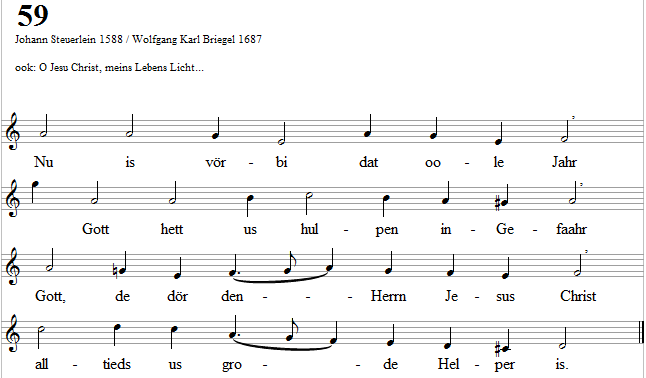 59
Johann Steuerlein 1588 / Wolfgang Karl Briegel 1687
ook: O Jesu Christ, meins Lebens Licht...
Nu is vör - bi dat oo - le Jahr
Gott hett us hul - pen in - Ge - faahr
Gott, de dör den - - - Herrn Je - sus Christ
all - tieds us gro - - de Hel - per is.